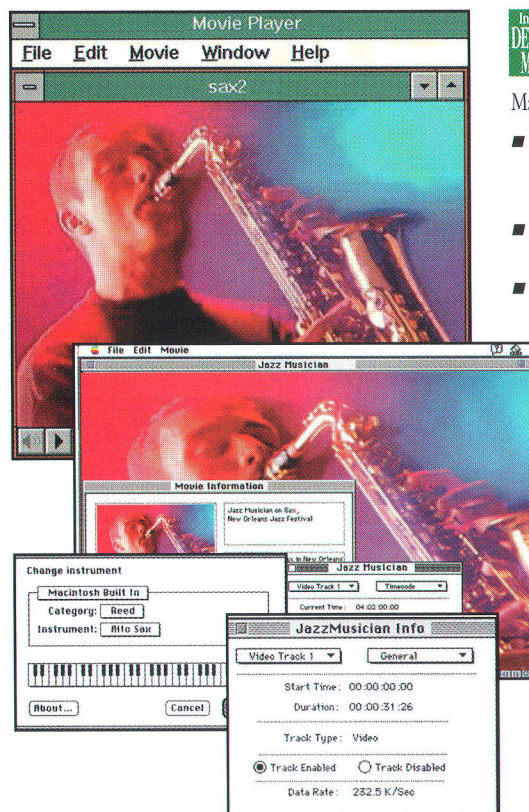 Movie Player
File Edit Movie Window Help
sax2
File Edit Movie
Jazz Musician
Movie Information
Jazz Musician on Sax,
New Orleans Jazz Festival
in New Orleans
Jazz Musician
Video Track 1 Timecode
Current Time: 04:02:00:00
Change instrument
Macintosh Built In
Category: Reed
Instrument: Alto Sax
About... Cancel
JazzMusician Info
Video Track 1 General
Start Time: 00:00:00:00
Duration: 00:00:31:26
Track Type: Video
Track Enabled Track Disabled
Data Rate: 232.5 K/Sec